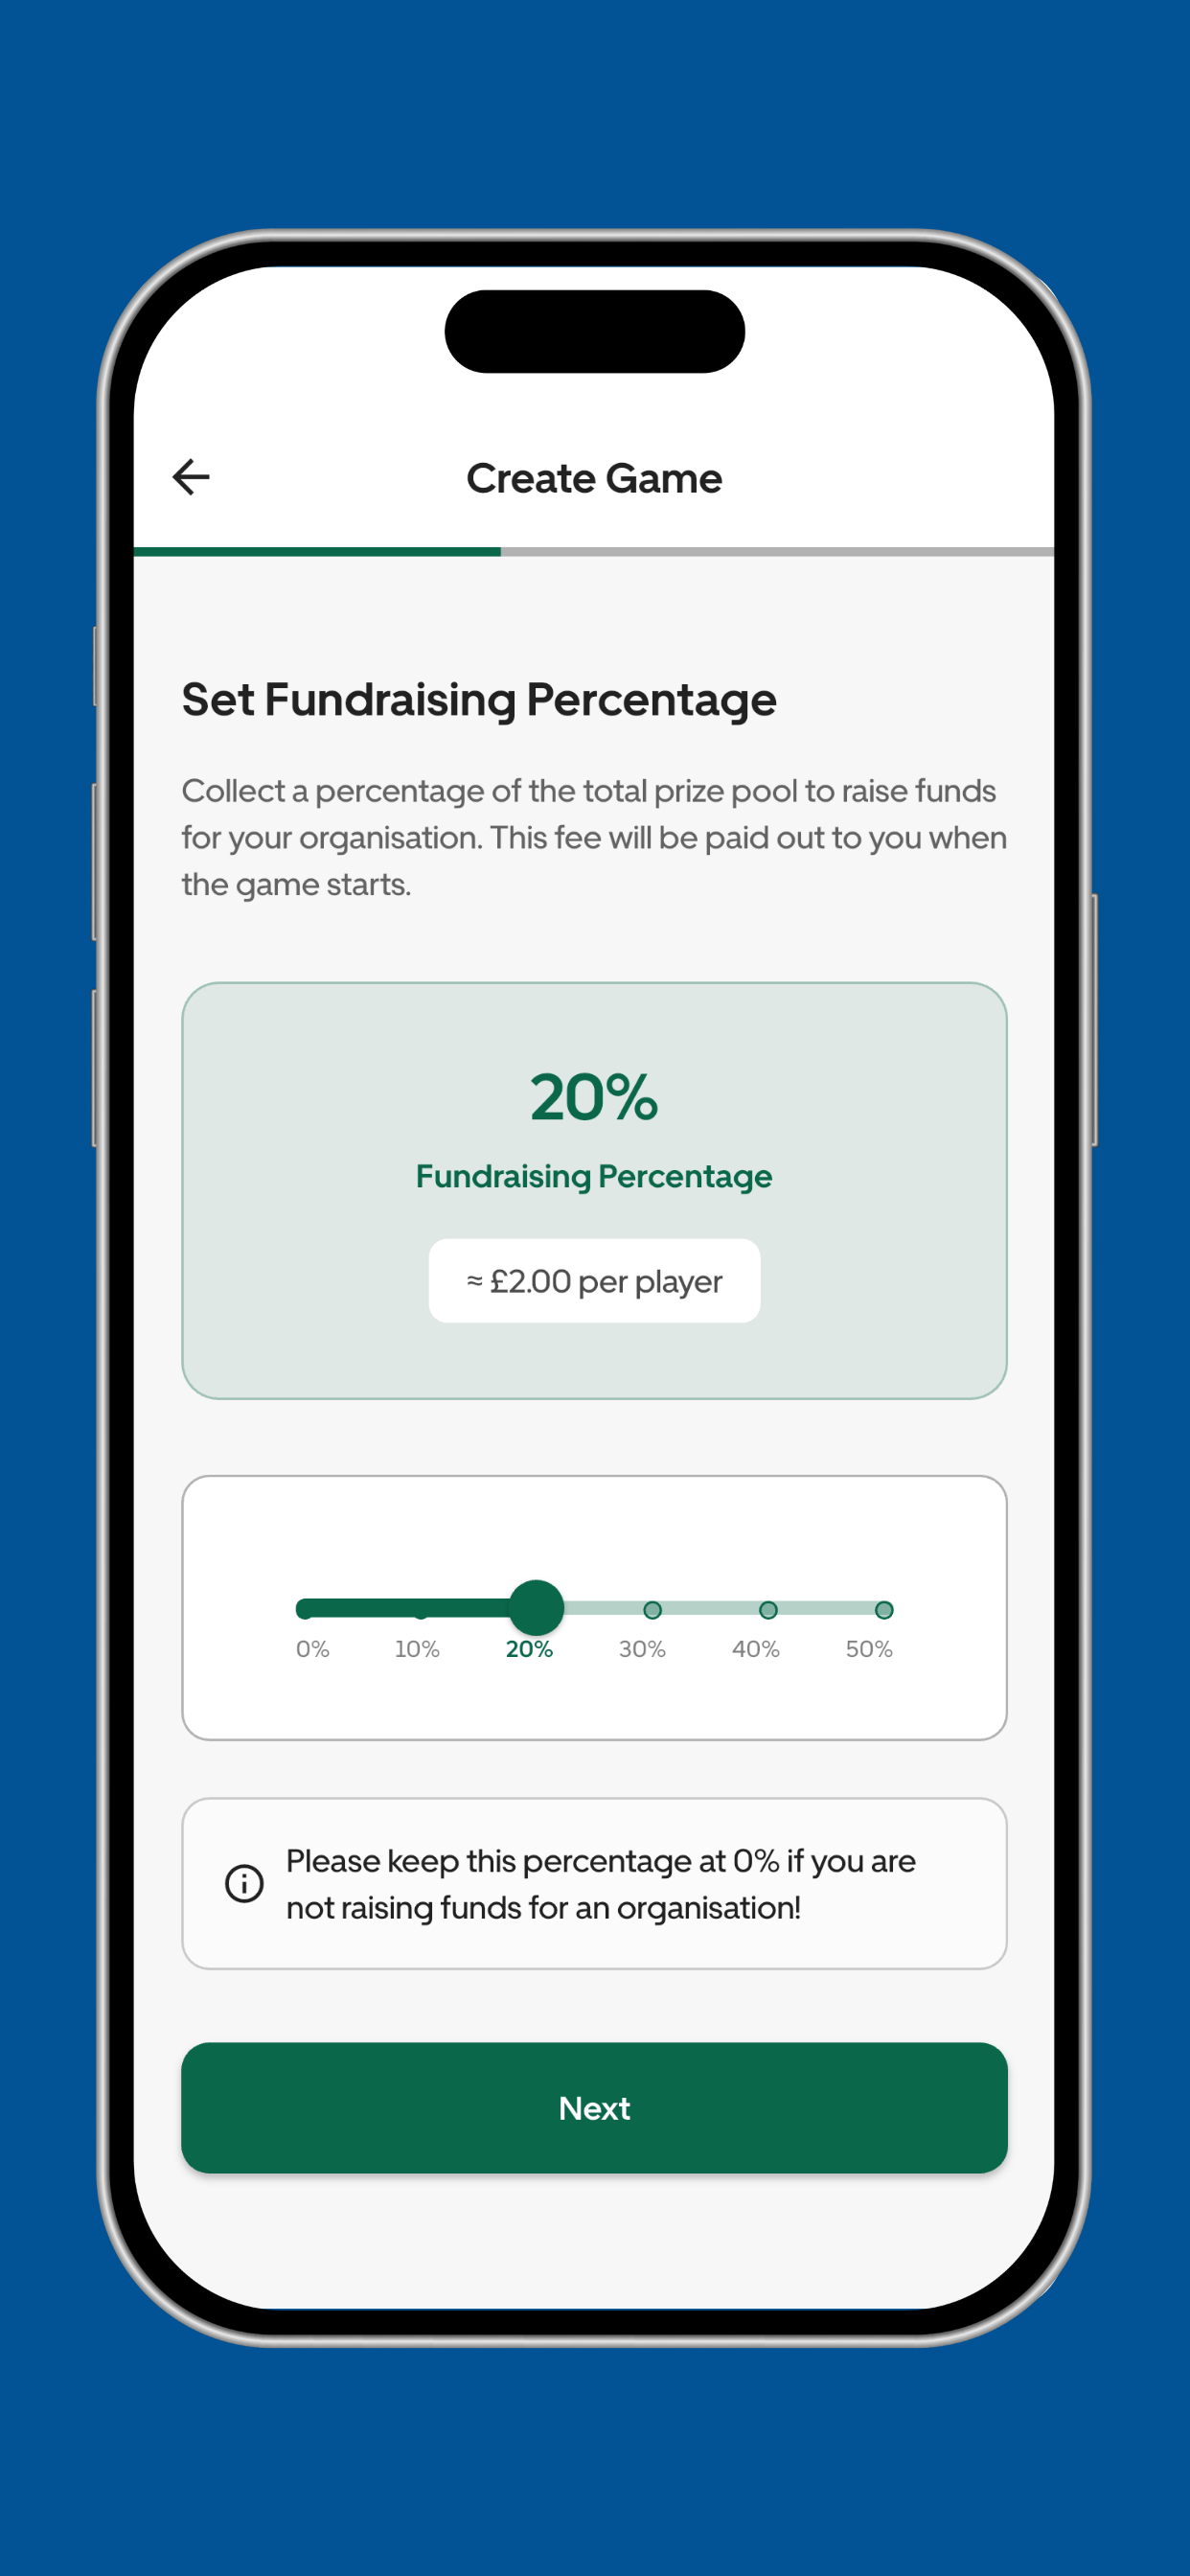 Create Game
Set Fundraising Percentage
Collect a percentage of the total prize pool to raise funds
for your organisation. This fee will be paid out to you when
the game starts.
20%
Fundraising Percentage
≈ £2.00 per player
0% 10% 20% 30% 40% 50%
Please keep this percentage at 0% if you are
not raising funds for an organisation!
Next